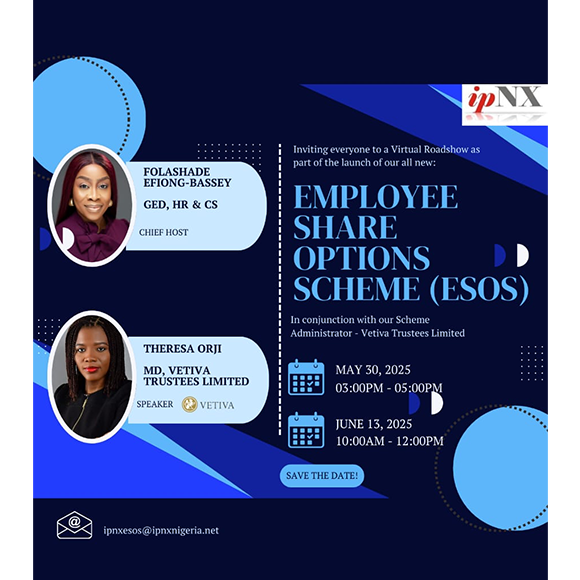 ipNX
Inviting everyone to a Virtual Roadshow as
part of the launch of our all new:
EMPLOYEE
SHARE
OPTIONS
SCHEME (ESOS)
In conjunction with our Scheme
Administrator - Vetiva Trustees Limited
MAY 30, 2025
03:00PM - 05:00PM
JUNE 13, 2025
10:00AM - 12:00PM
SAVE THE DATE!
FOLASHADE
EFIONG-BASSEY
GED, HR & CS
CHIEF HOST
THERESA ORJI
MD, VETIVA
TRUSTEES LIMITED
SPEAKER VETIVA
@
ipnxesos@ipnxnigeria.net